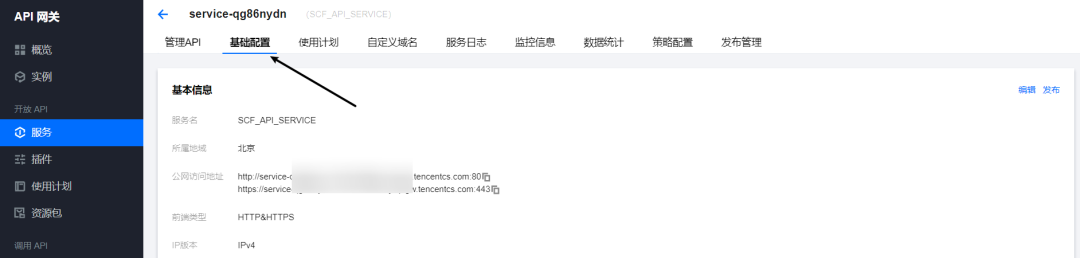 API 网关
概览
实例
开放 API
服务
插件
使用计划
资源包
调用 API
service-qg86nydn (SCF_API_SERVICE)
管理API 基础配置 使用计划 自定义域名 服务日志 监控信息 数据统计 策略配置 发布管理
基本信息 编辑 发布
服务名 SCF_API_SERVICE
所属地域 北京
公网访问地址 http://service- .tencentcs.com:80
https://service .tencentcs.com:443
前端类型 HTTP&HTTPS
IP版本 IPv4